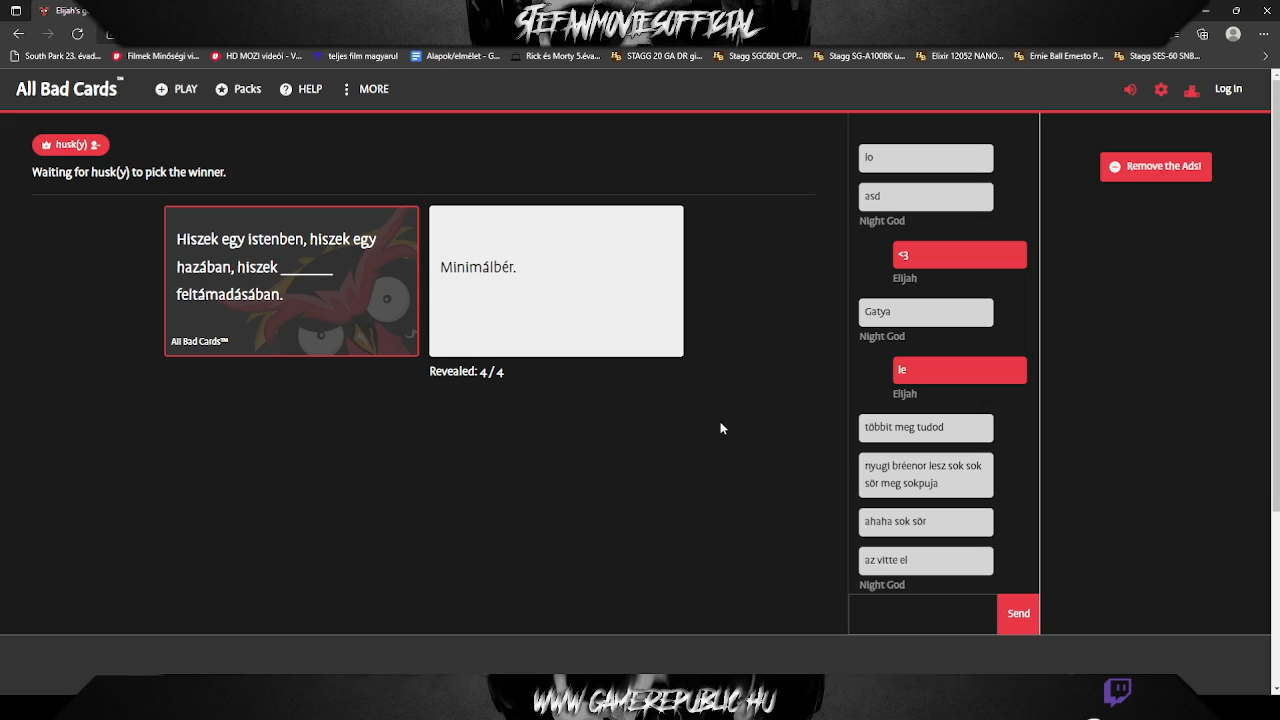 STEFANMOVIESOFFICIAL
Elijah's g
South Park 23. évad.
Filmek Minőségi vi...
HD MOZI videói - V...
teljes film magyarul
Alapok/elmélet - G...
Rick és Morty 5.éva...
STAGG 20 GA DR gi...
Stagg SGC6DL CPP...
Stagg SG-A100BK u...
Elixir 12052 NANO...
Ernie Ball Ernesto P...
Stagg SES-60 SNB...
All Bad Cards™
PLAY
Packs
HELP
MORE
Log In
husk(y)
Waiting for husk(y) to pick the winner.
Hiszek egy istenben, hiszek egy
hazában, hiszek ______
feltámadásában.
All Bad Cards™
Minimálbér.
Revealed: 4 / 4
lo
asd
Night God
<3
Elijah
Gatya
Night God
le
Elijah
többit meg tudod
nyugi bréenor lesz sok sok
sör meg sokpuja
ahaha sok sör
az vitte el
Night God
Send
Remove the Ads!
WWW GAMEREPUBLIC.HU